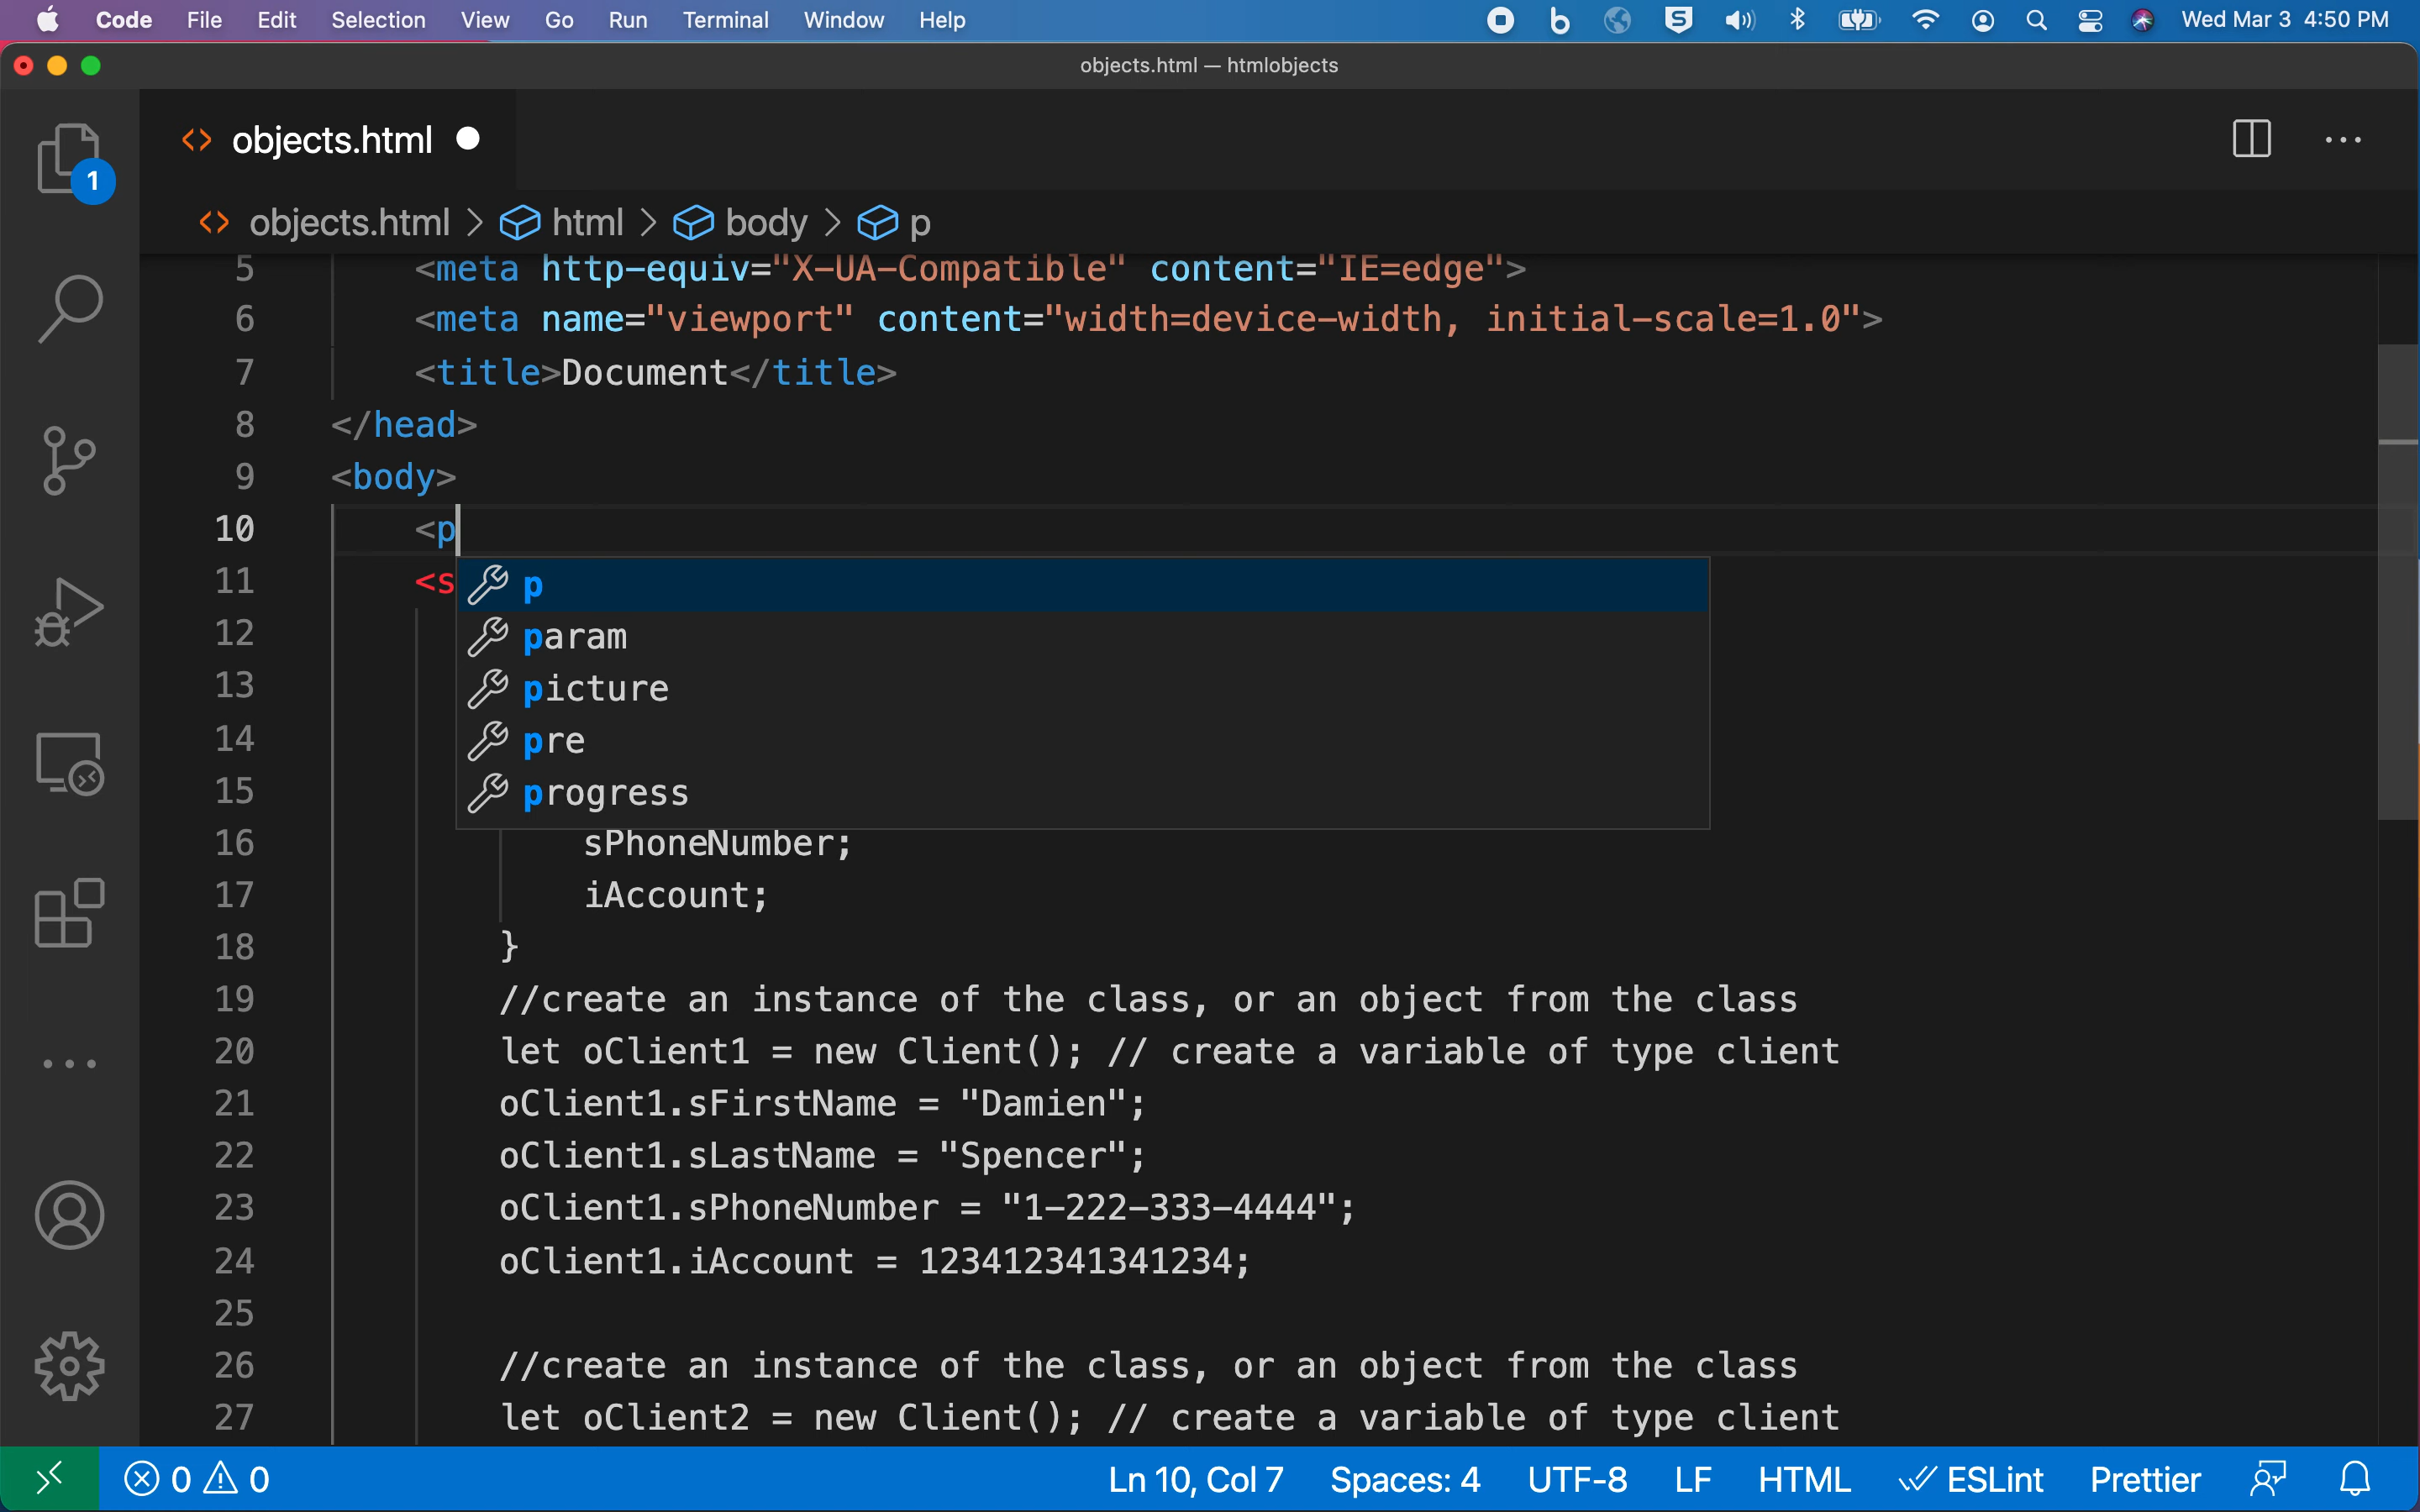 Code File Edit Selection View Go Run Terminal Window Help Wed Mar 3 4:50 PM
objects.html — htmlobjects
<> objects.html
1
<> objects.html > html > body > p
5 <meta http-equiv="X-UA-Compatible" content="IE=edge">
6 <meta name="viewport" content="width=device-width, initial-scale=1.0">
7 <title>Document</title>
8 </head>
9 <body>
10 <p
11 <s
p
12 param
13 picture
14 pre
15 progress
16 sPhoneNumber;
17 iAccount;
18 }
19 //create an instance of the class, or an object from the class
20 let oClient1 = new Client(); // create a variable of type client
21 oClient1.sFirstName = "Damien";
22 oClient1.sLastName = "Spencer";
23 oClient1.sPhoneNumber = "1-222-333-4444";
24 oClient1.iAccount = 123412341341234;
25
26 //create an instance of the class, or an object from the class
27 let oClient2 = new Client(); // create a variable of type client
0 0 Ln 10, Col 7 Spaces: 4 UTF-8 LF HTML ESLint Prettier